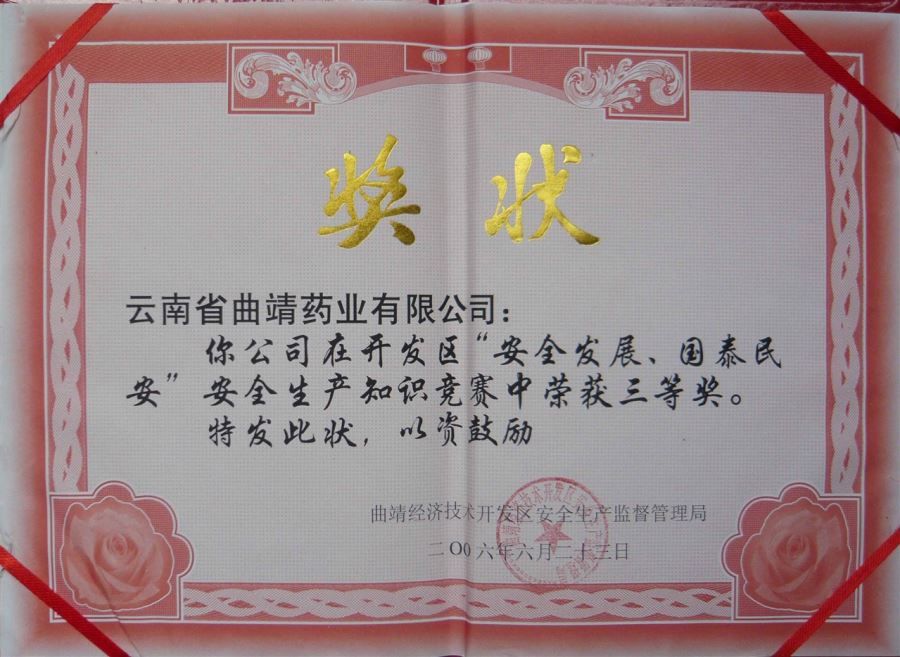 奖状
云南省曲靖药业有限公司：
你公司在开发区“安全发展、国泰民
安”安全生产知识竞赛中荣获三等奖。
特发此状，以资鼓励
曲靖经济技术开发区安全生产监督管理局
二〇〇六年六月二十三日